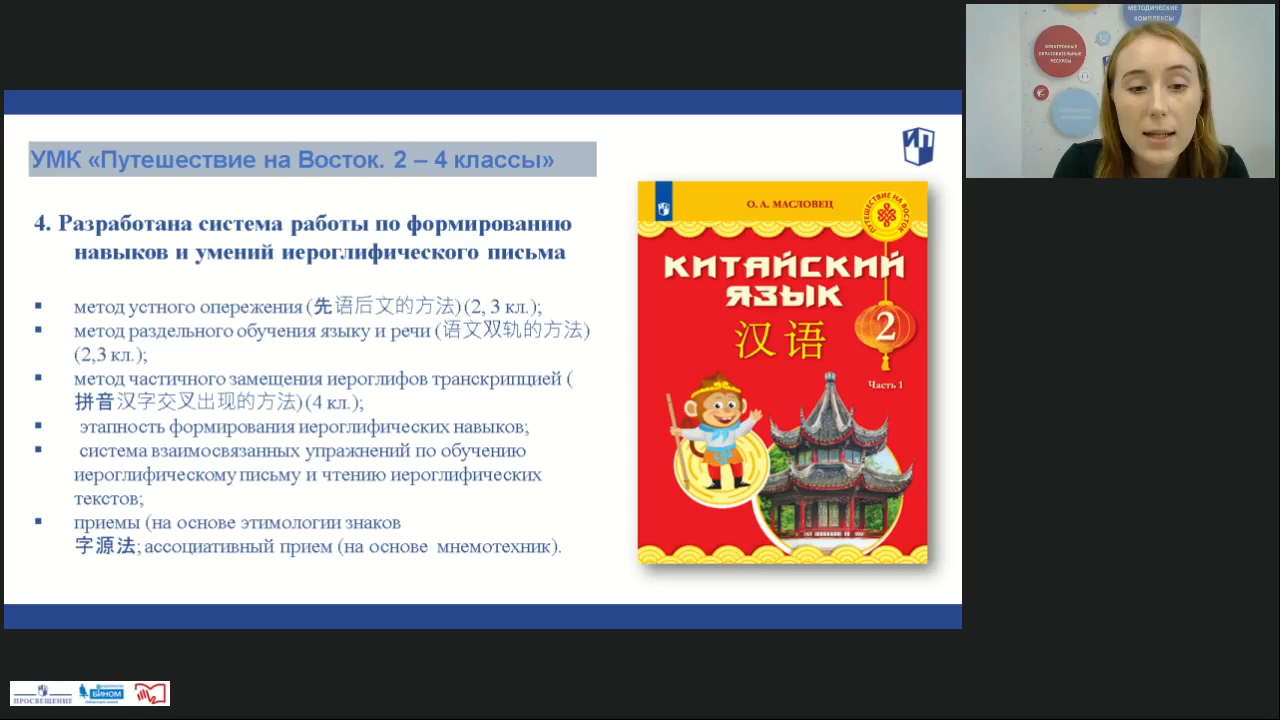 УМК «Путешествие на Восток. 2 – 4 классы»
4. Разработана система работы по формированию
навыков и умений иероглифического письма
▪ метод устного опережения (先语后文的方法) (2, 3 кл.);
▪ метод раздельного обучения языку и речи (语文双轨的方法)
(2,3 кл.);
▪ метод частичного замещения иероглифов транскрипцией (
拼音汉字交叉出现的方法) (4 кл.);
▪ этапность формирования иероглифических навыков;
▪ система взаимосвязанных упражнений по обучению
иероглифическому письму и чтению иероглифических
текстов;
▪ приемы (на основе этимологии знаков
字源法; ассоциативный прием (на основе мнемотехник).
О. А. МАСЛОВЕЦ
ПУТЕШЕСТВИЕ НА ВОСТОК
КИТАЙСКИЙ
ЯЗЫК
汉语
2
Часть 1
МЕТОДИЧЕСКИЕ
КОМПЛЕКСЫ
ЭЛЕКТРОННЫЕ
ОБРАЗОВАТЕЛЬНЫЕ
РЕСУРСЫ
ПРОСВЕЩЕНИЕ
БИНОМ